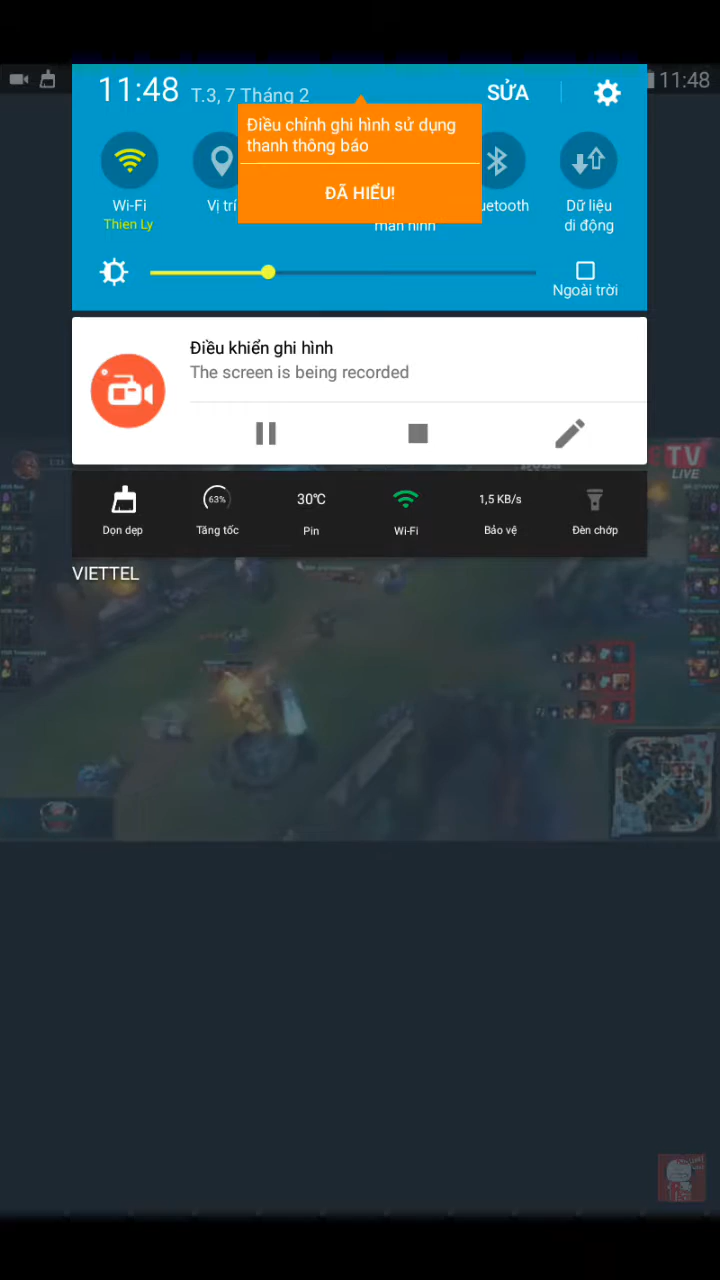 11:48
11:48 T.3, 7 Tháng 2
SỬA
Điều chỉnh ghi hình sử dụng
thanh thông báo
ĐÃ HIỂU!
Wi-Fi
Thien Ly
Vị trí
màn hình
uetooth
Dữ liệu
di động
Ngoài trời
Điều khiển ghi hình
The screen is being recorded
63%
30°C
1,5 KB/s
Dọn dẹp
Tăng tốc
Pin
Wi-Fi
Bảo vệ
Đèn chớp
VIETTEL
TV
LIVE